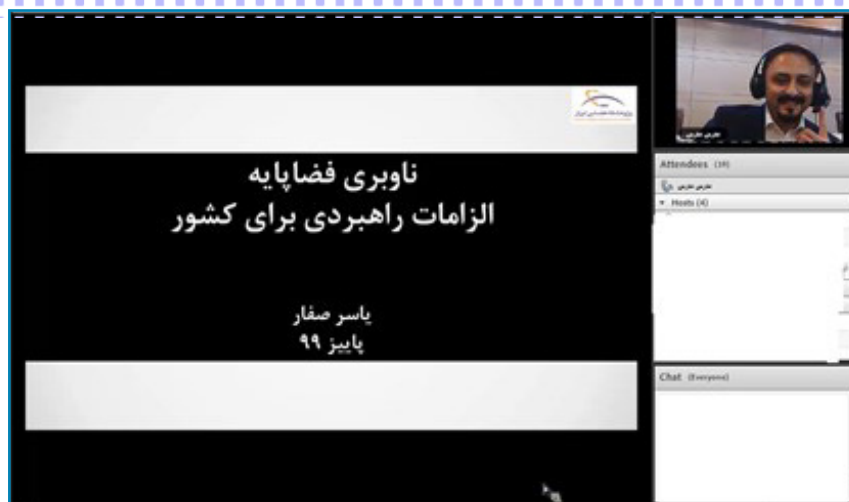 ناوبری فضاپایه
الزامات راهبردی برای کشور
یاسر صفار
پاییز ۹۹
Attendees
Hosts (4)
Chat (Everyone)